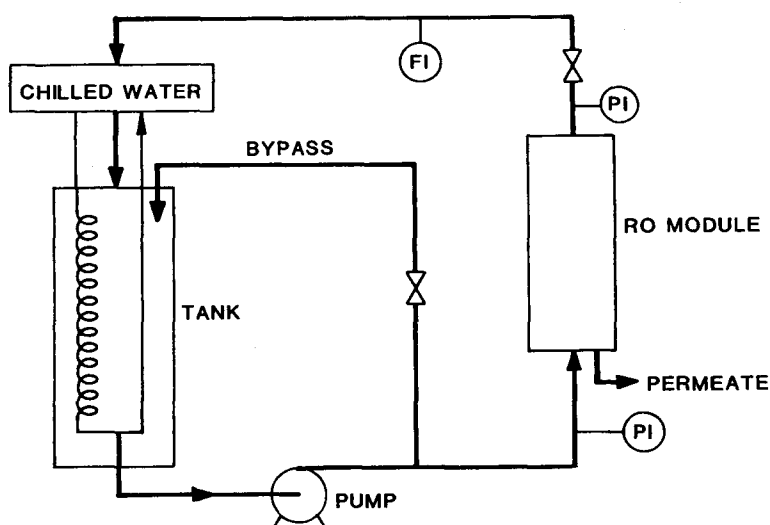 FI
PI
CHILLED WATER
BYPASS
RO MODULE
TANK
PERMEATE
PI
PUMP